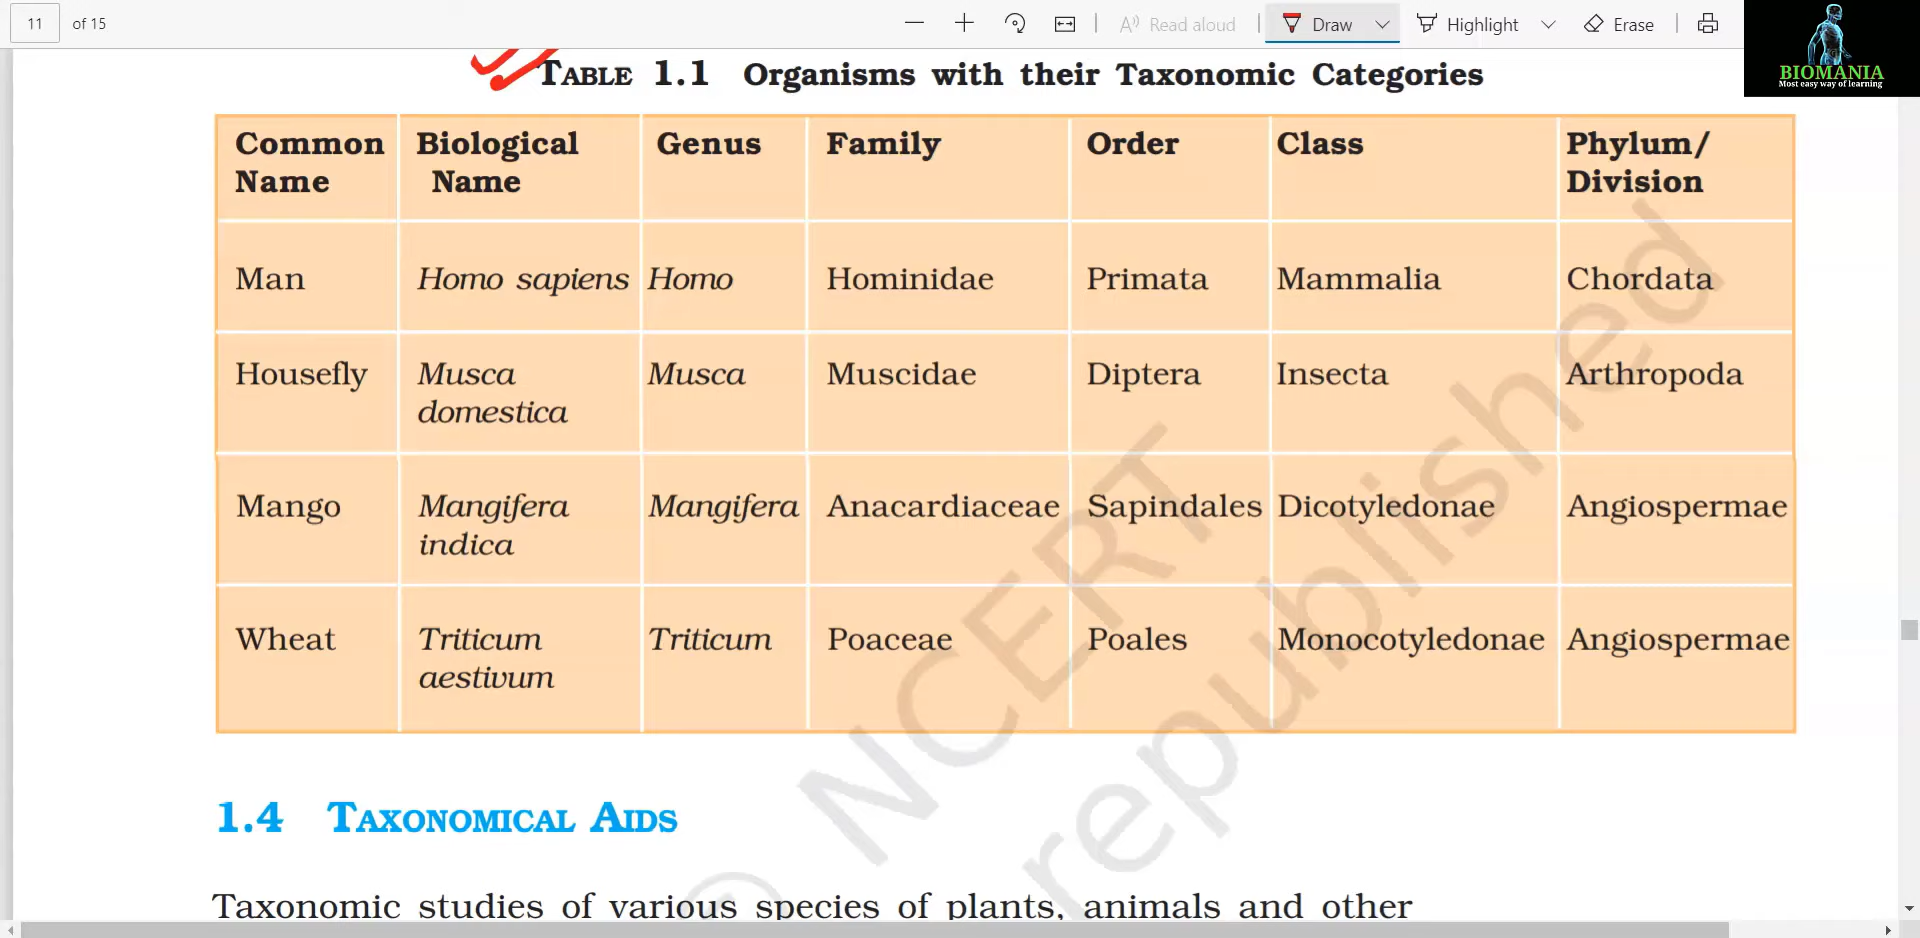 11 of 15 Read aloud Draw Highlight Erase
BIOMANIA
Most easy way of learning
TABLE 1.1 Organisms with their Taxonomic Categories
Common Name Biological Name Genus Family Order Class Phylum/ Division
Man Homo sapiens Homo Hominidae Primata Mammalia Chordata
Housefly Musca domestica Musca Muscidae Diptera Insecta Arthropoda
Mango Mangifera indica Mangifera Anacardiaceae Sapindales Dicotyledonae Angiospermae
Wheat Triticum aestivum Triticum Poaceae Poales Monocotyledonae Angiospermae
© NCERT
republished
1.4 TAXONOMICAL AIDS
Taxonomic studies of various species of plants, animals and other